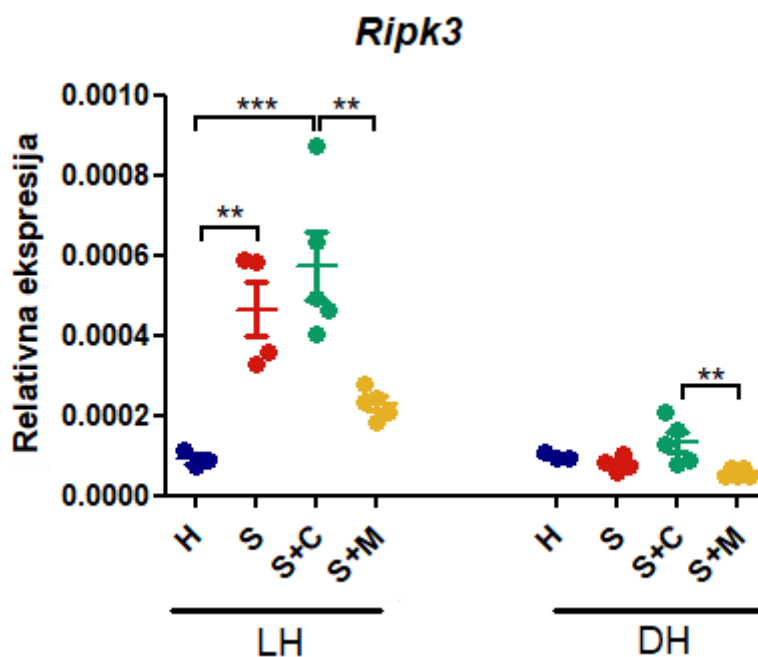 Ripk3
Relativna ekspresija
0.0010
0.0008
0.0006
0.0004
0.0002
0.0000
*** **
**
**
H S S+C S+M H S S+C S+M
LH DH